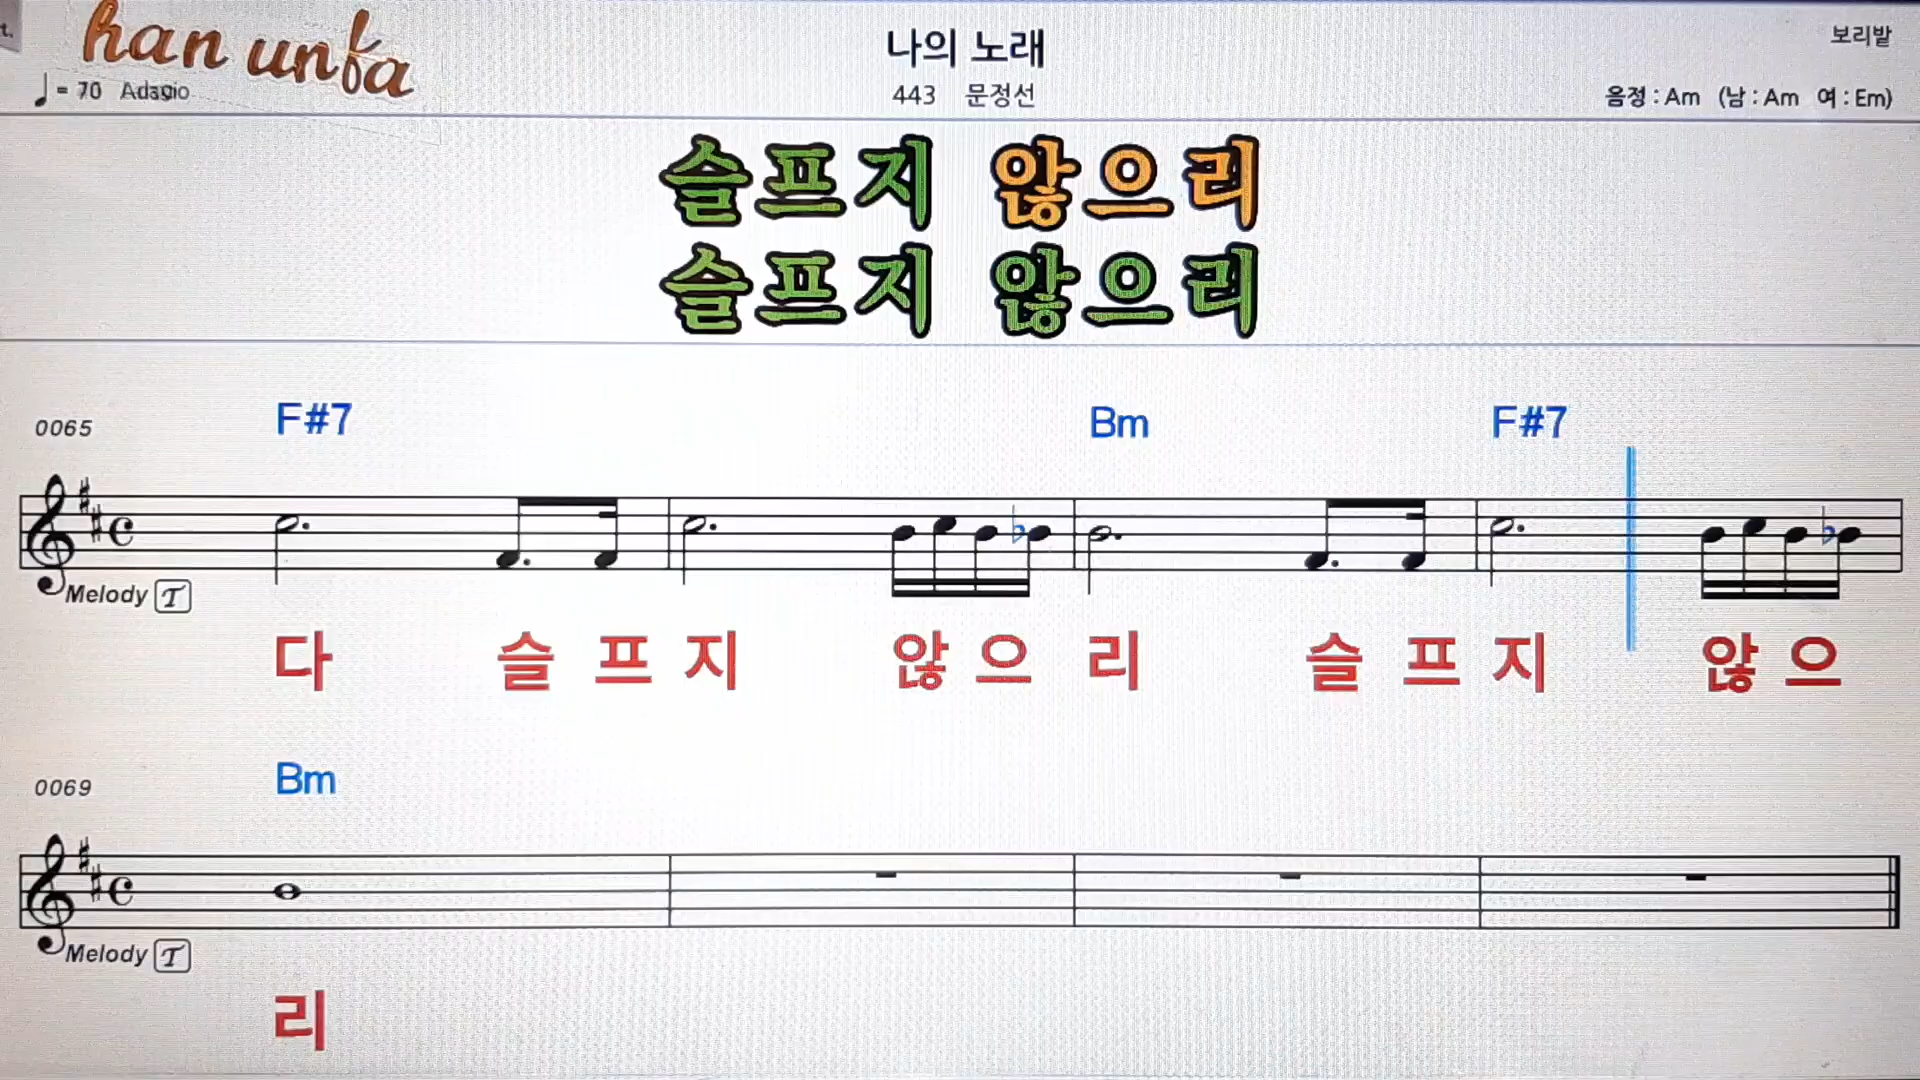 t.
han unfa
나의 노래
보리밭
♩ = 70 Adagio
443 문정선
음정 : Am (남 : Am 여 : Em)
슬프지 않으리
슬프지 않으리
0065 F#7 Bm F#7
Melody T
다 슬 프 지 않 으 리 슬 프 지 않 으
0069 Bm
Melody T
리